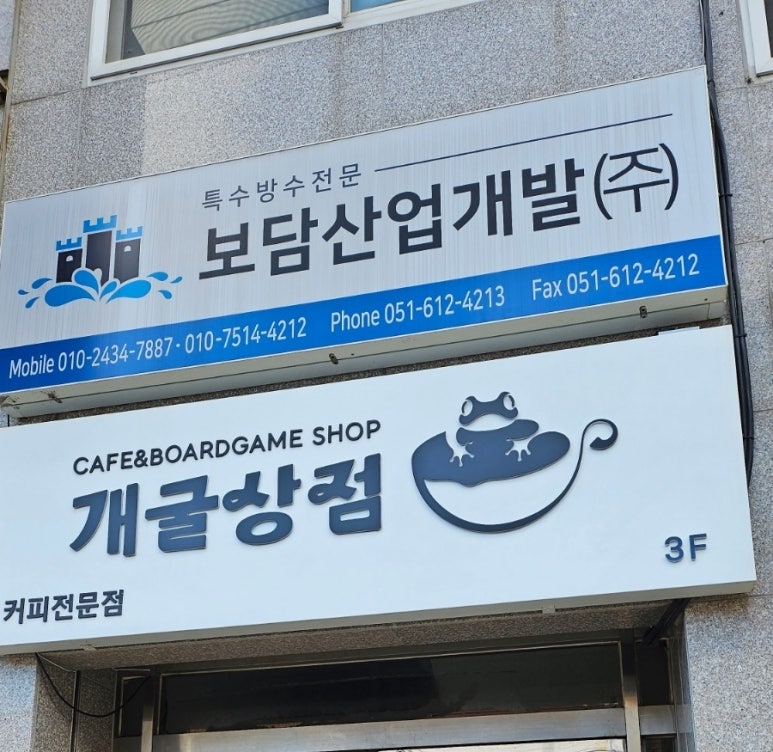 특수방수전문
보담산업개발(주)
Mobile 010-2434-7887 · 010-7514-4212 Phone 051-612-4213 Fax 051-612-4212
CAFE&BOARDGAME SHOP
개굴상점
3F
커피전문점